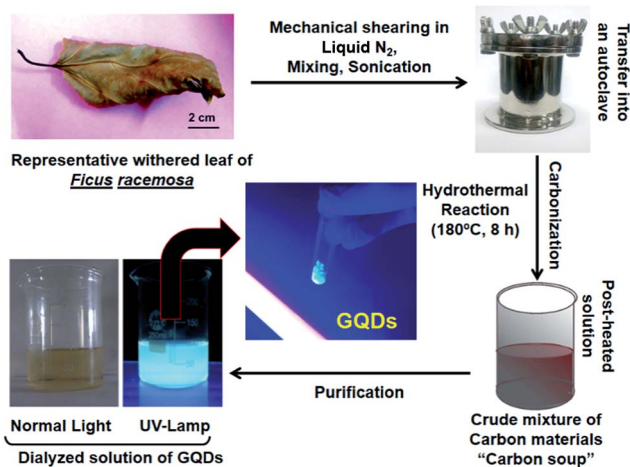 Mechanical shearing in
Liquid N2,
Mixing, Sonication
Transfer into
an autoclave
2 cm
Representative withered leaf of
Ficus racemosa
Hydrothermal
Reaction
(180ºC, 8 h)
Carbonization
GQDs
Post-heated
solution
Purification
Normal Light
UV-Lamp
Dialyzed solution of GQDs
Crude mixture of
Carbon materials
“Carbon soup”